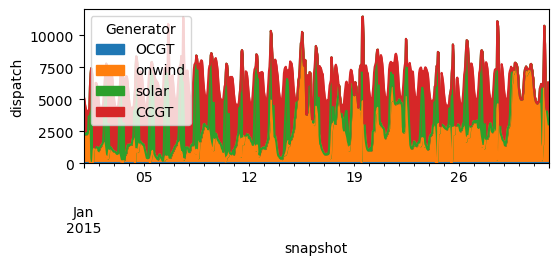 Generator
OCGT
onwind
solar
CCGT
dispatch
10000
7500
5000
2500
0
05
12
19
26
Jan
2015
snapshot